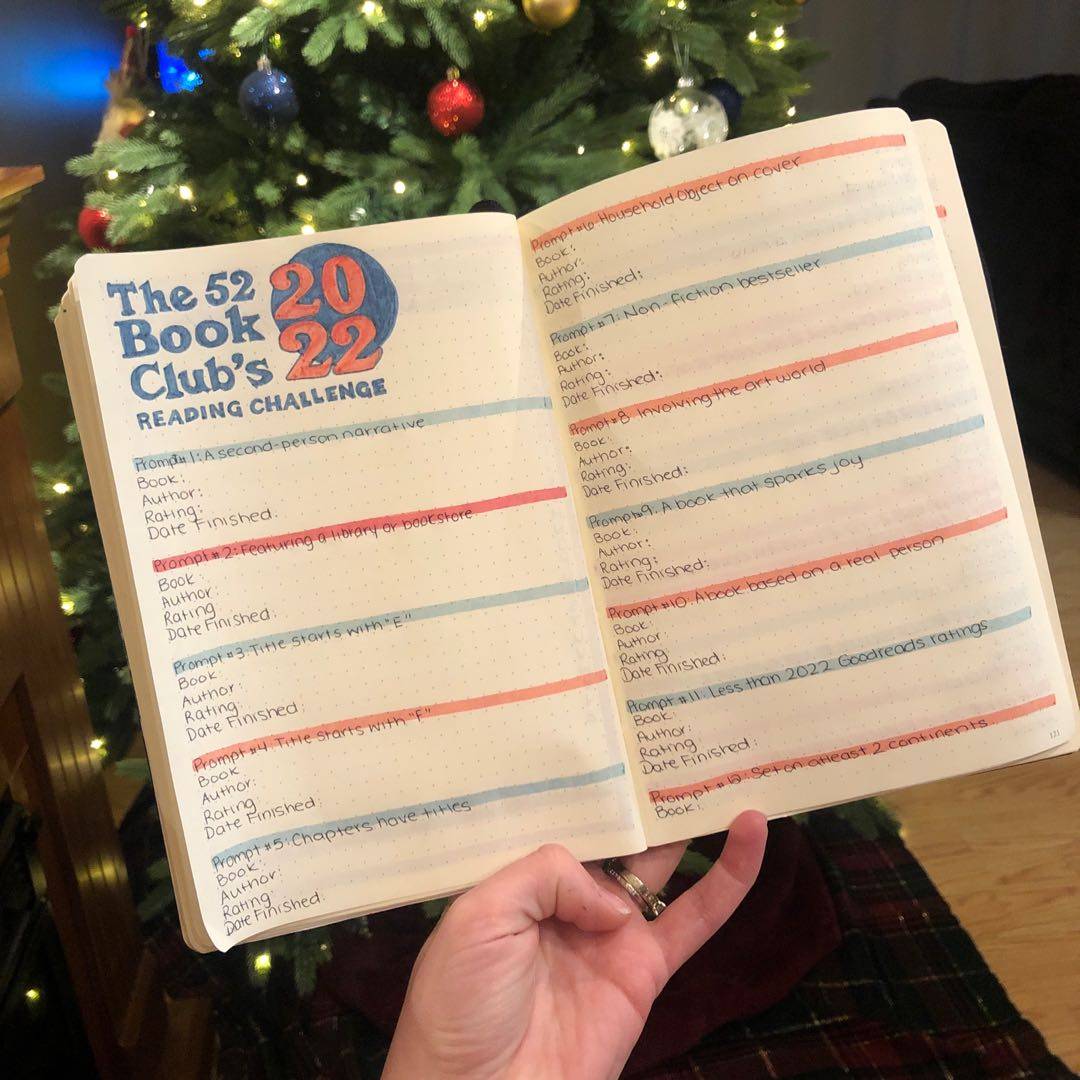 The 52
Book
Club's
20
22
READING CHALLENGE
Prompt #1: A second-person narrative
Book:
Author:
Rating:
Date Finished:
Prompt #2: Featuring a library or bookstore
Book:
Author:
Rating
Date Finished:
Prompt #3: Title starts with "E"
Book:
Author:
Rating:
Date Finished:
Prompt #4: Title starts with "F"
Book
Author:
Rating
Date Finished:
Prompt #5: Chapters have titles
Book:
Author:
Rating:
Date Finished:
Prompt #6: Household Object on cover
Book:
Author:
Rating:
Date Finished:
Prompt #7: Non-fiction bestseller
Book:
Author:
Rating:
Date Finished:
Prompt #8 Involving the art world
Book:
Author:
Rating:
Date Finished:
Prompt #9: A book that sparks joy
Book:
Author:
Rating:
Date Finished:
Prompt #10: A book based on a real person
Book:
Author:
Rating:
Date Finished:
Prompt #11: Less than 2022 Goodreads ratings
Book:
Author:
Rating
Date Finished:
Prompt #12: Set on atleast 2 continents
Book:
121